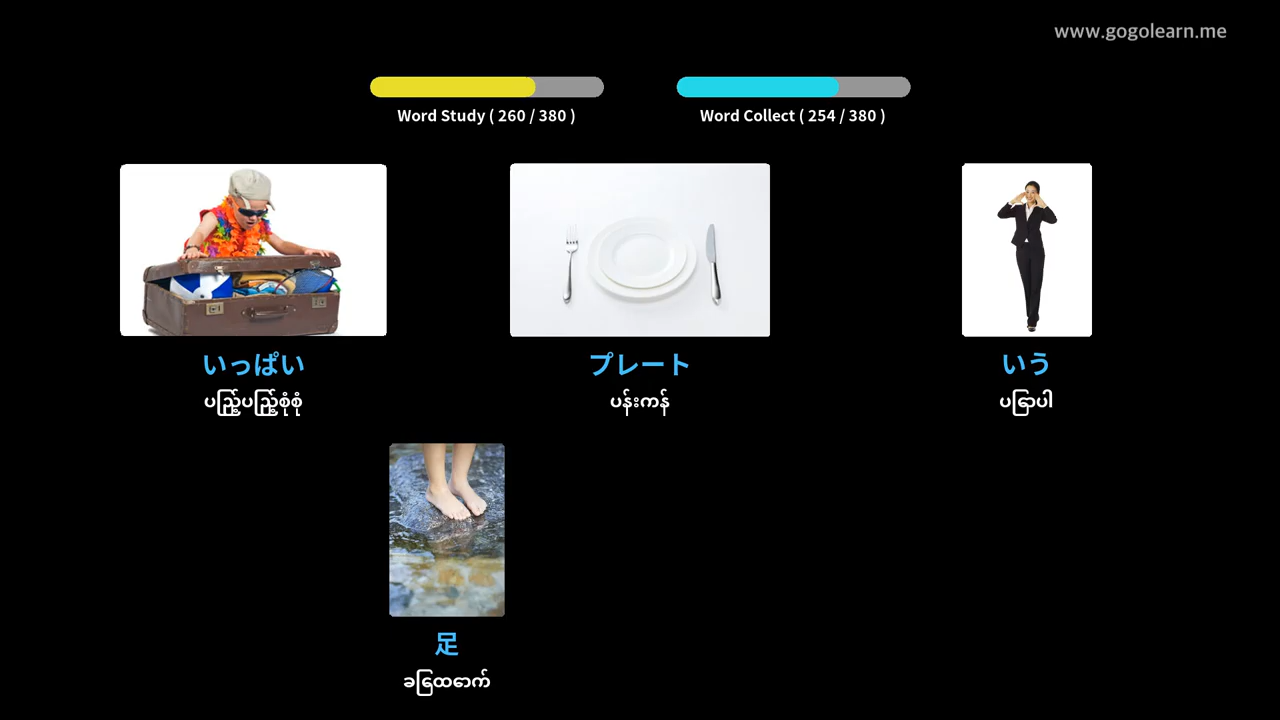 www.gogolearn.me
Word Study ( 260 / 380 )
Word Collect ( 254 / 380 )
いっぱい
プレート
いう
ပည့်ပည့်စုံစုံ
ပန်းကန်
ပြောပါ
足
ခြေထောက်